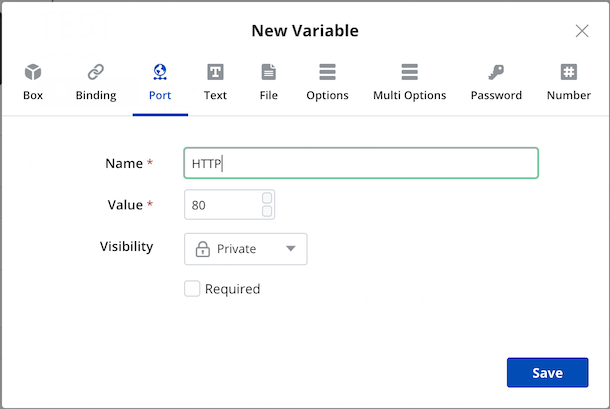 New Variable
Box Binding Port Text File Options Multi Options Password Number
Name * HTTP
Value * 80
Visibility Private
Required
Save